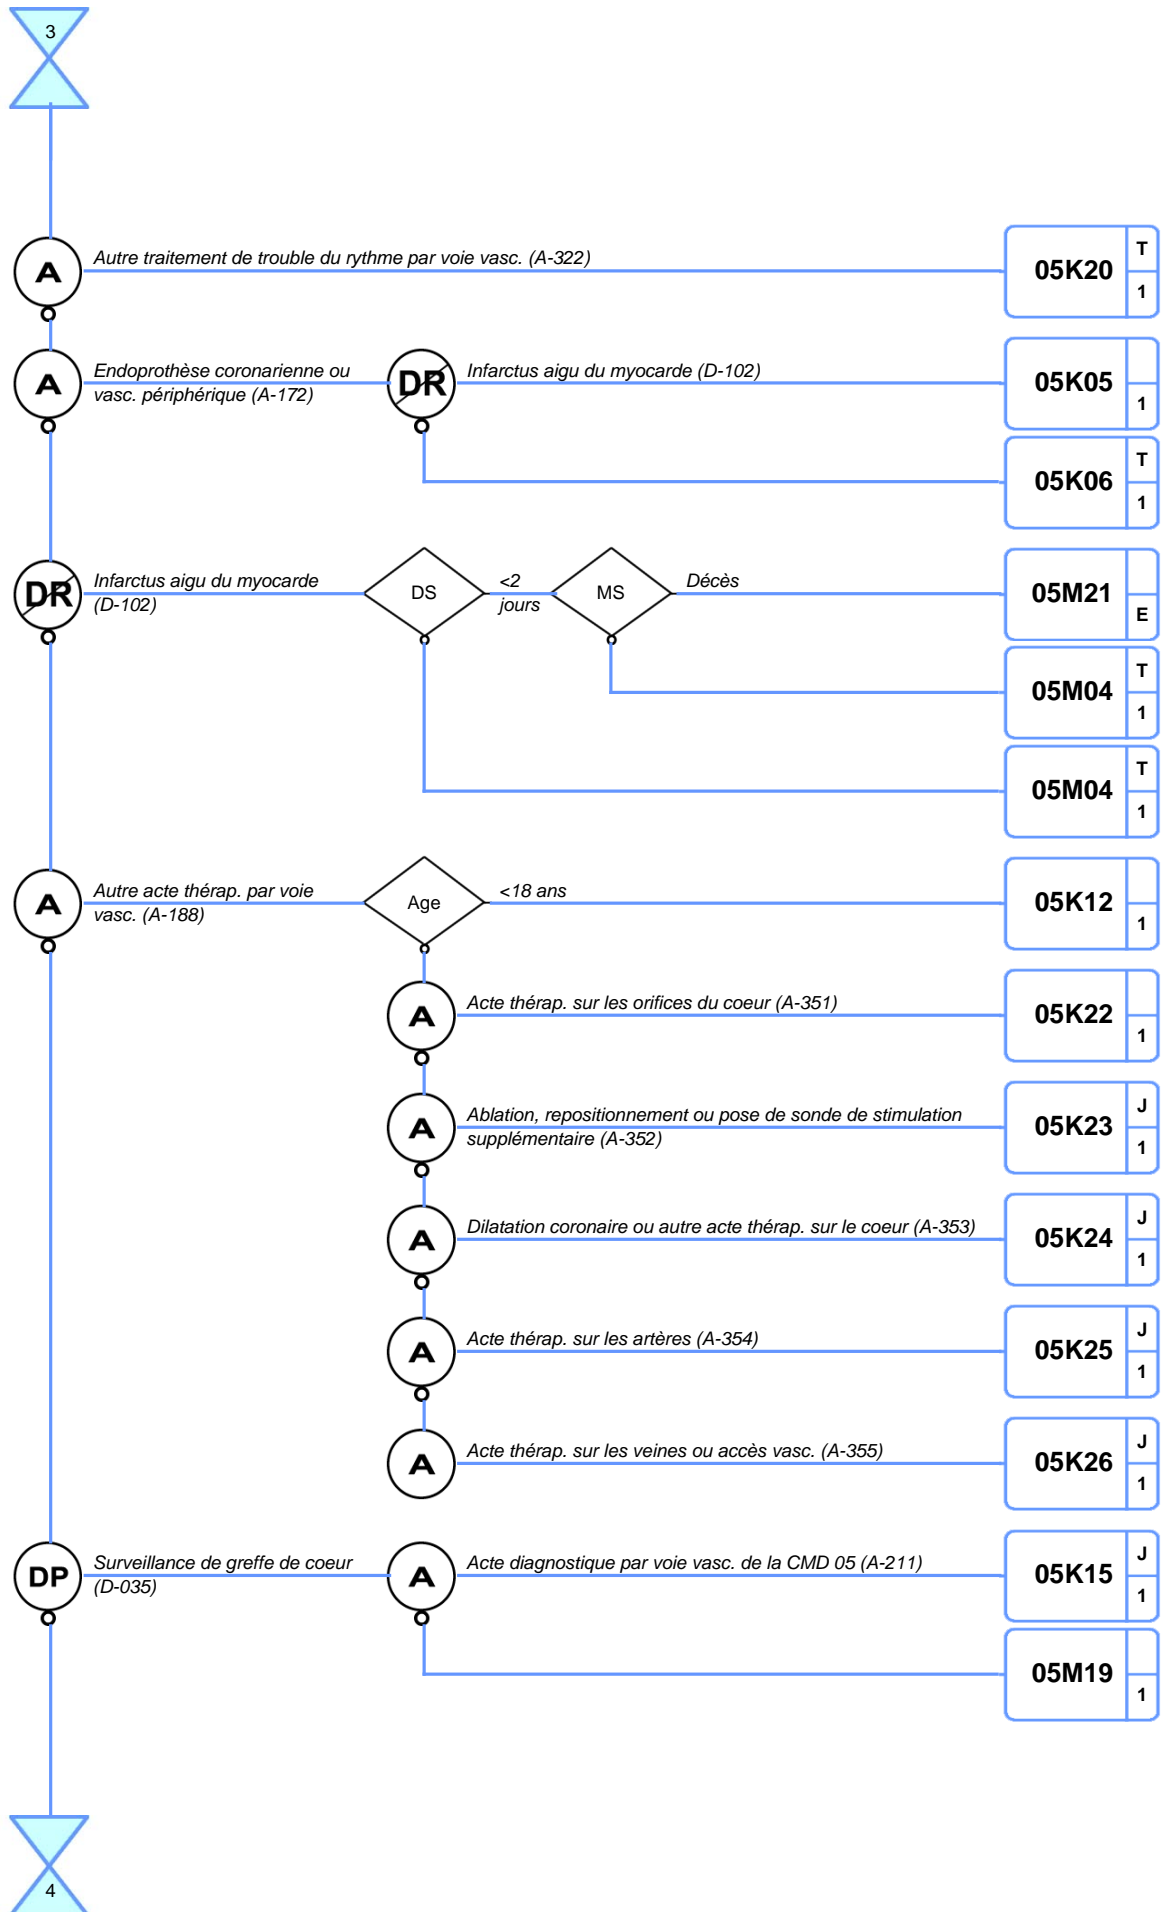 3
A
Autre traitement de trouble du rythme par voie vasc. (A-322)
05K20
T
1
A
Endoprothèse coronarienne ou
vasc. périphérique (A-172)
DR
Infarctus aigu du myocarde (D-102)
05K05
1
05K06
T
1
DR
Infarctus aigu du myocarde
(D-102)
DS
<2
jours
MS
Décès
05M21
E
05M04
T
1
05M04
T
1
A
Autre acte thérap. par voie
vasc. (A-188)
Age
<18 ans
05K12
1
A
Acte thérap. sur les orifices du coeur (A-351)
05K22
1
A
Ablation, repositionnement ou pose de sonde de stimulation
supplémentaire (A-352)
05K23
J
1
A
Dilatation coronaire ou autre acte thérap. sur le coeur (A-353)
05K24
J
1
A
Acte thérap. sur les artères (A-354)
05K25
J
1
A
Acte thérap. sur les veines ou accès vasc. (A-355)
05K26
J
1
DP
Surveillance de greffe de coeur
(D-035)
A
Acte diagnostique par voie vasc. de la CMD 05 (A-211)
05K15
J
1
05M19
1
4